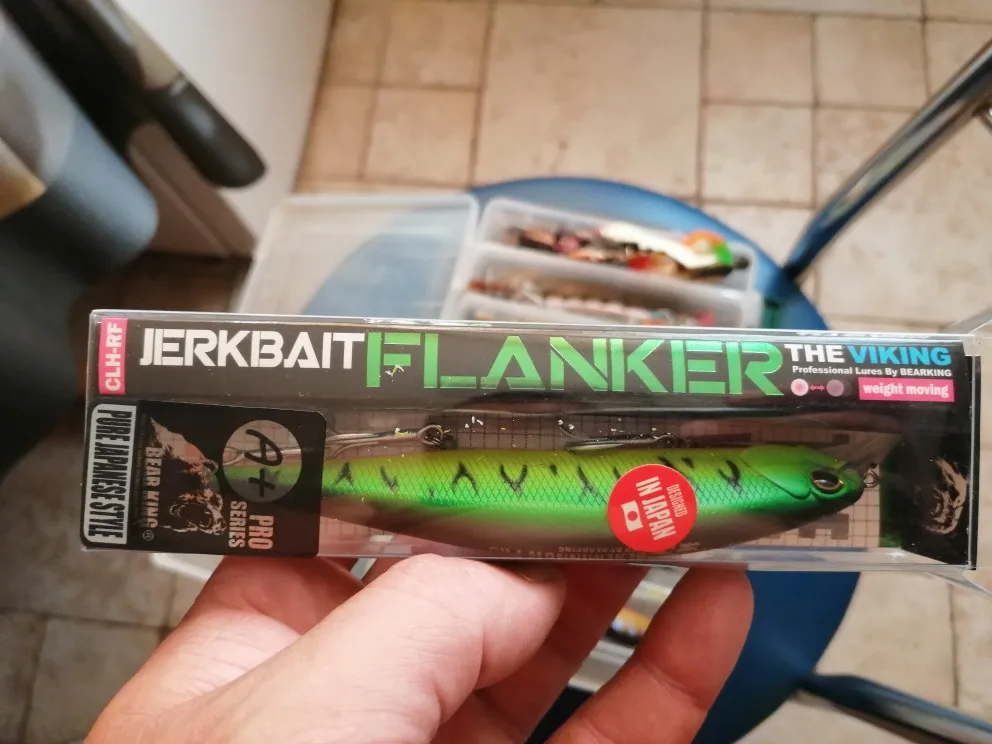 CLH-RF
JERKBAIT FLANKER
THE VIKING
Professional Lures By BEARKING
weight moving
PURE JAPANESE STYLE
BEAR KING®
A+
PRO
SERIES
DESIGNED
IN JAPAN